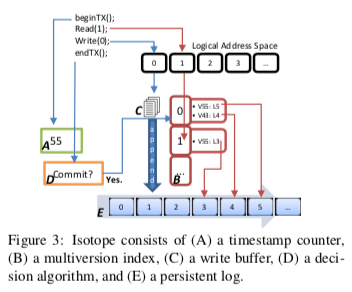 beginTX();
Read(1);
Write(0);
endTX();
Logical Address Space
0 1 2 3 ...
C
append
0
• V55: L5
• V43: L4
1
• V55: L3
A 55
D Commit?
Yes.
B ...
E 0 1 2 3 4 5 ...
Figure 3: Isotope consists of (A) a timestamp counter,
(B) a multiversion index, (C) a write buffer, (D) a deci-
sion algorithm, and (E) a persistent log.